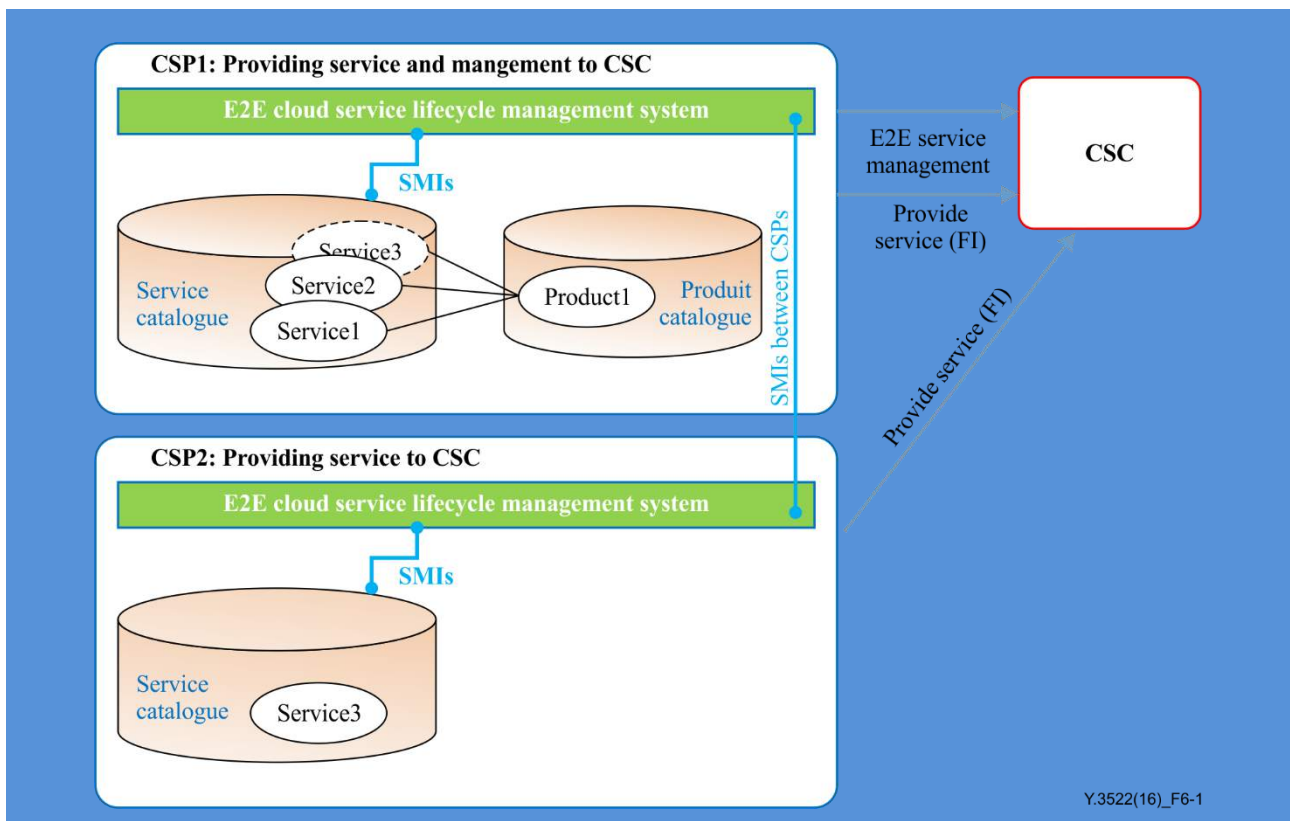 CSP1: Providing service and mangement to CSC
E2E cloud service lifecycle management system
SMIs
Service
catalogue
Service3
Service2
Service1
Product1
Produit
catalogue
SMIs between CSPs
E2E service
management
Provide
service (FI)
CSC
Provide service (FI)
CSP2: Providing service to CSC
E2E cloud service lifecycle management system
SMIs
Service
catalogue
Service3
Y.3522(16)_F6-1